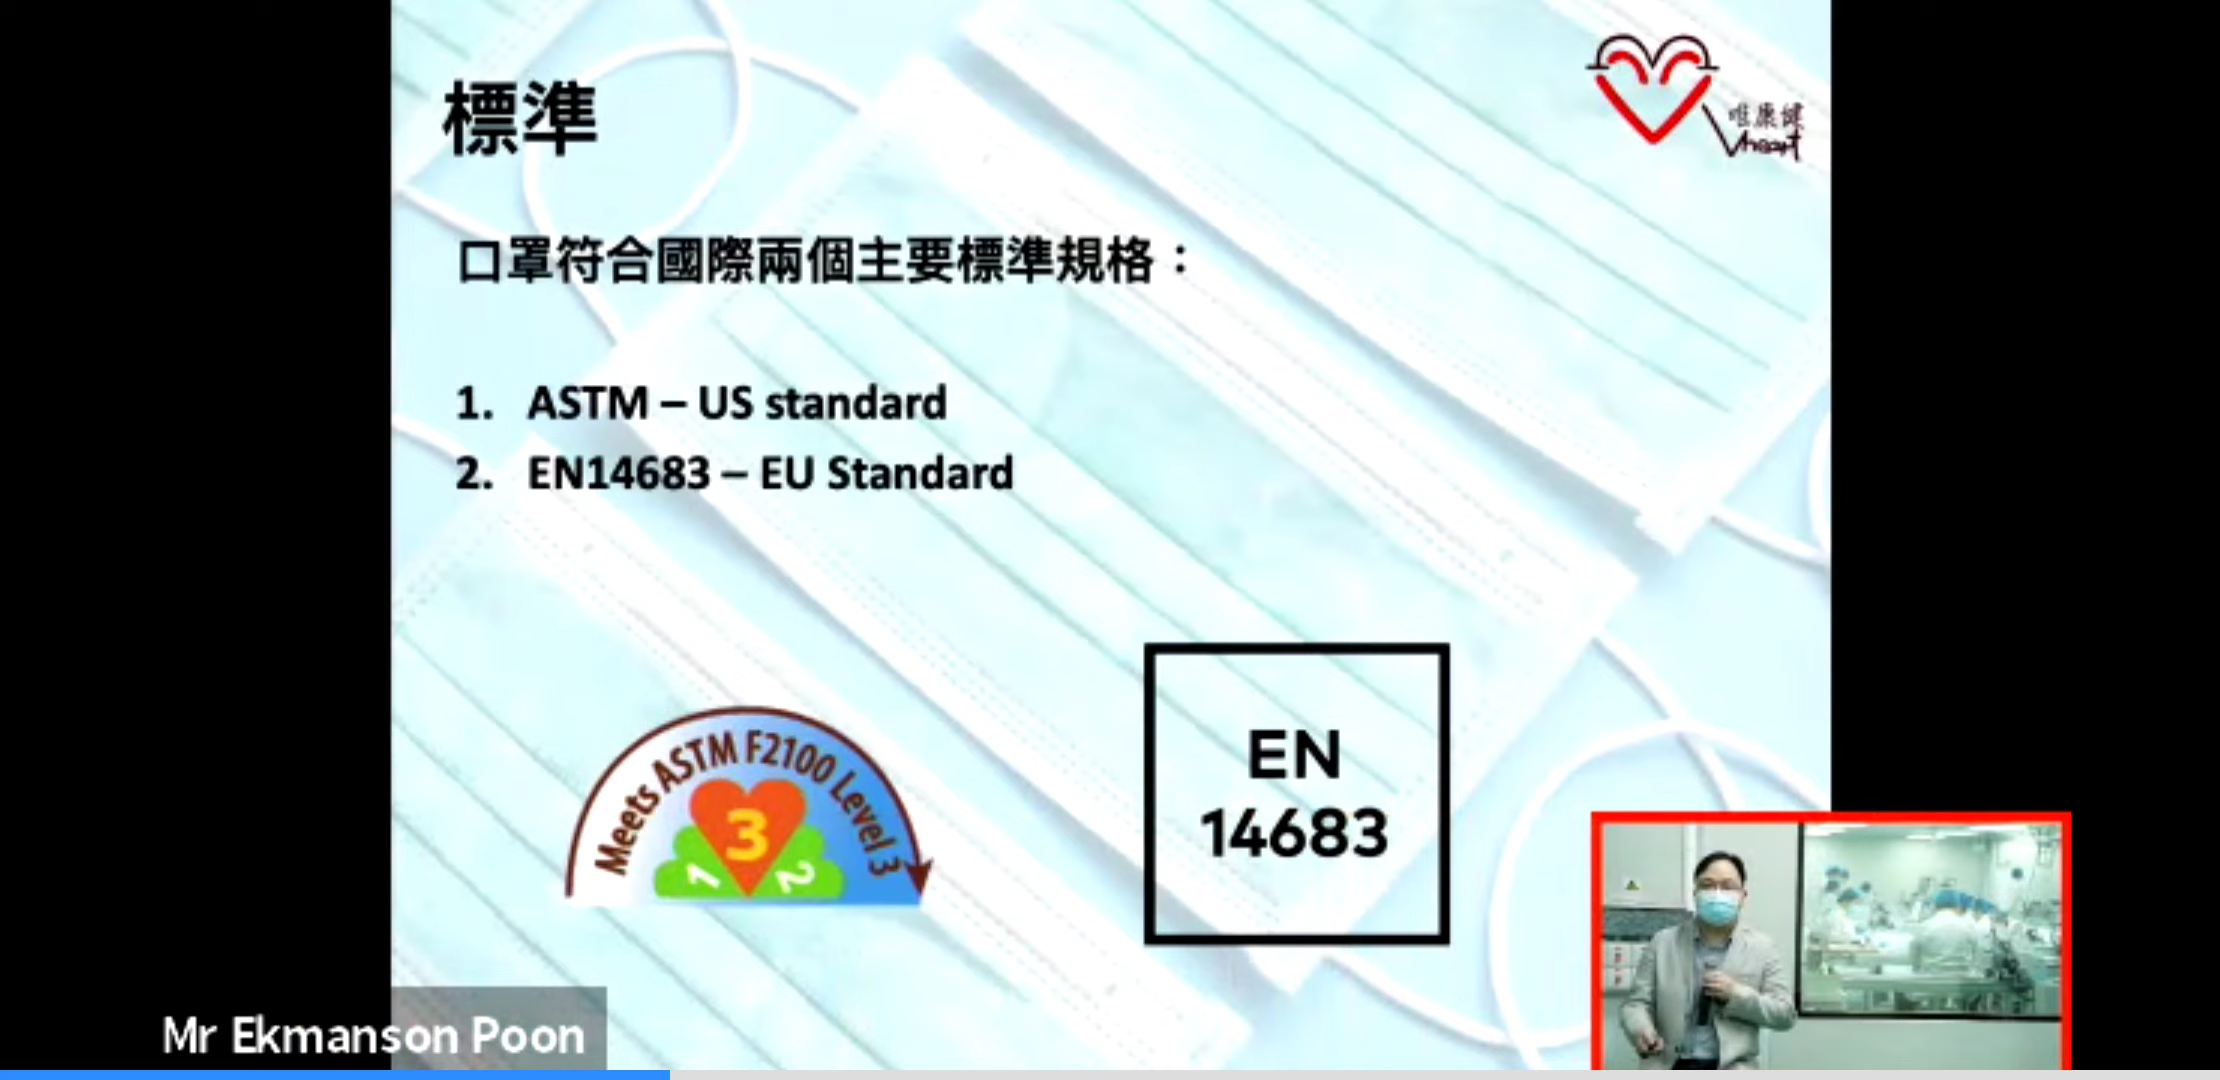 標準
唯康健
Vheart
口罩符合國際兩個主要標準規格：
1. ASTM – US standard
2. EN14683 – EU Standard
Meets ASTM F2100 Level 3
3
1 2
EN
14683
Mr Ekmanson Poon